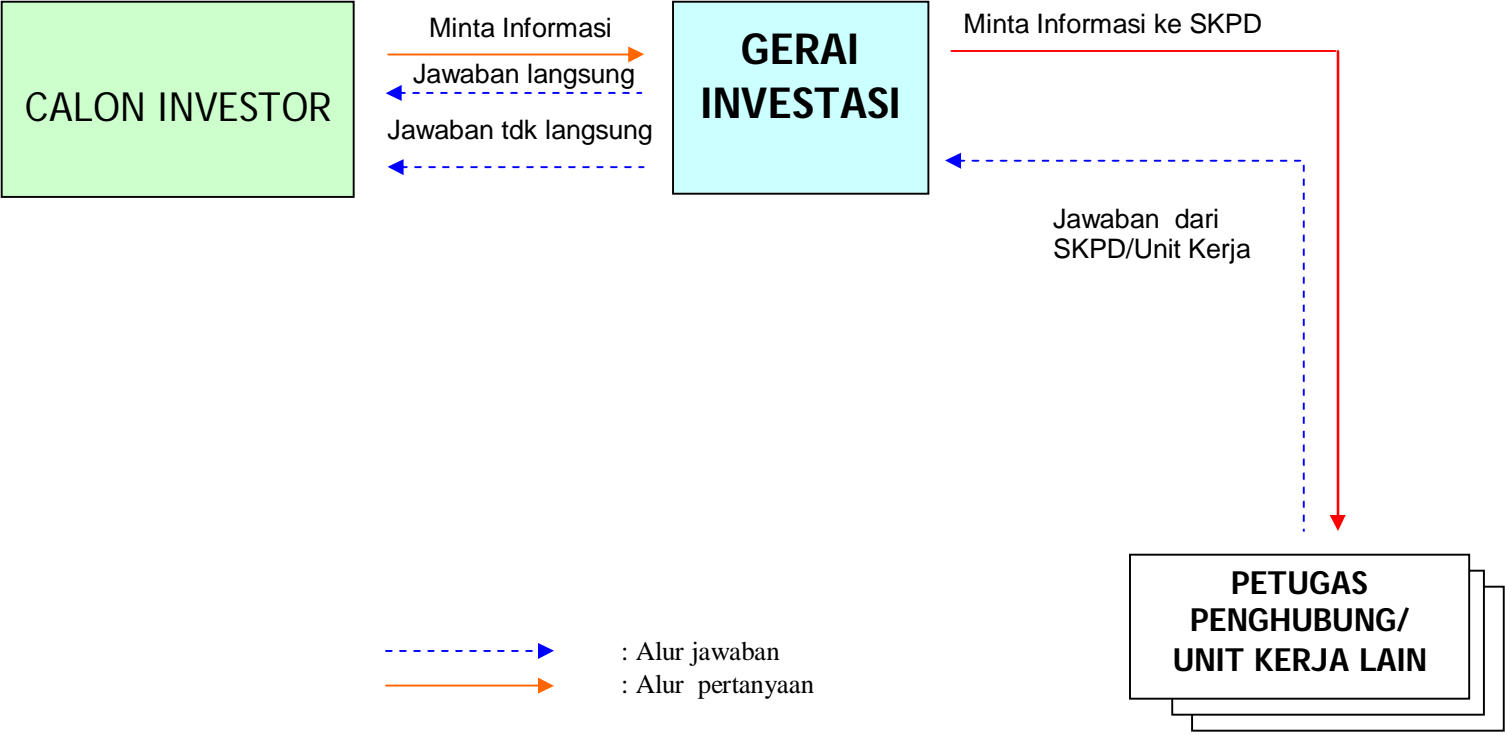 CALON INVESTOR
Minta Informasi
Jawaban langsung
Jawaban tdk langsung
GERAI
INVESTASI
Minta Informasi ke SKPD
Jawaban dari
SKPD/Unit Kerja
PETUGAS
PENGHUBUNG/
UNIT KERJA LAIN
: Alur jawaban
: Alur pertanyaan